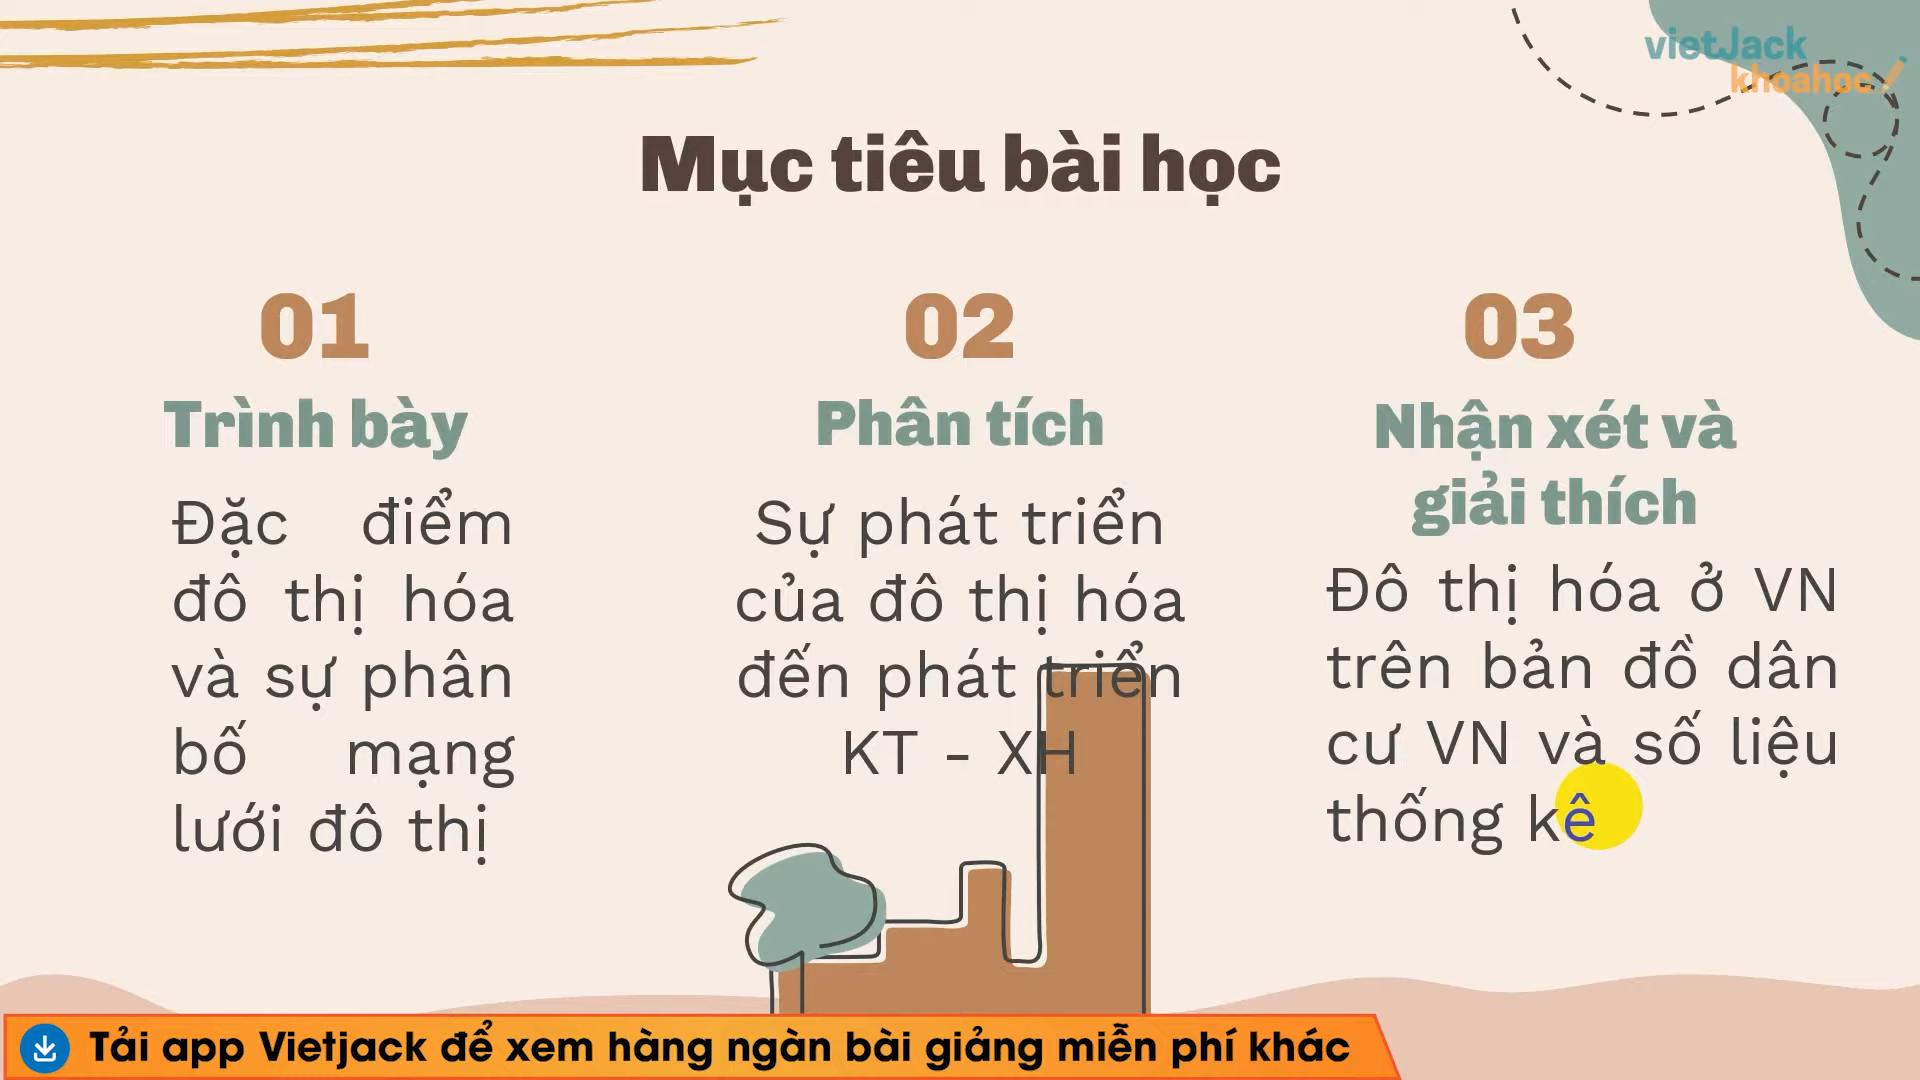 vietJack
khoahoc
Mục tiêu bài học
01
Trình bày
Đặc điểm
đô thị hóa
và sự phân
bố mạng
lưới đô thị
02
Phân tích
Sự phát triển
của đô thị hóa
đến phát triển
KT - XH
03
Nhận xét và
giải thích
Đô thị hóa ở VN
trên bản đồ dân
cư VN và số liệu
thống kê
Tải app Vietjack để xem hàng ngàn bài giảng miễn phí khác